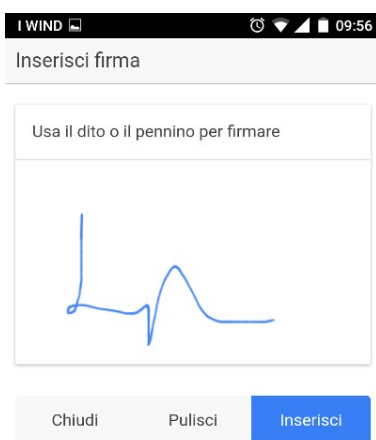 I WIND 09:56
Inserisci firma
Usa il dito o il pennino per firmare
Chiudi Pulisci Inserisci